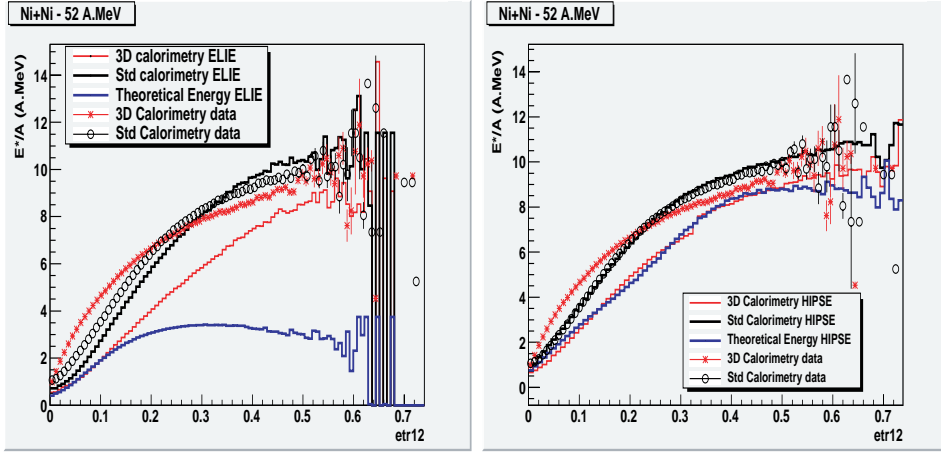 Ni+Ni - 52 A.MeV
E*/A (A.MeV)
14
12
10
8
6
4
2
0
3D calorimetry ELIE
Std calorimetry ELIE
Theoretical Energy ELIE
3D Calorimetry data
Std Calorimetry data
0 0.1 0.2 0.3 0.4 0.5 0.6 0.7
etr12
Ni+Ni - 52 A.MeV
E*/A (A.MeV)
14
12
10
8
6
4
2
0
3D Calorimetry HIPSE
Std Calorimetry HIPSE
Theoretical Energy HIPSE
3D Calorimetry data
Std Calorimetry data
0 0.1 0.2 0.3 0.4 0.5 0.6 0.7
etr12